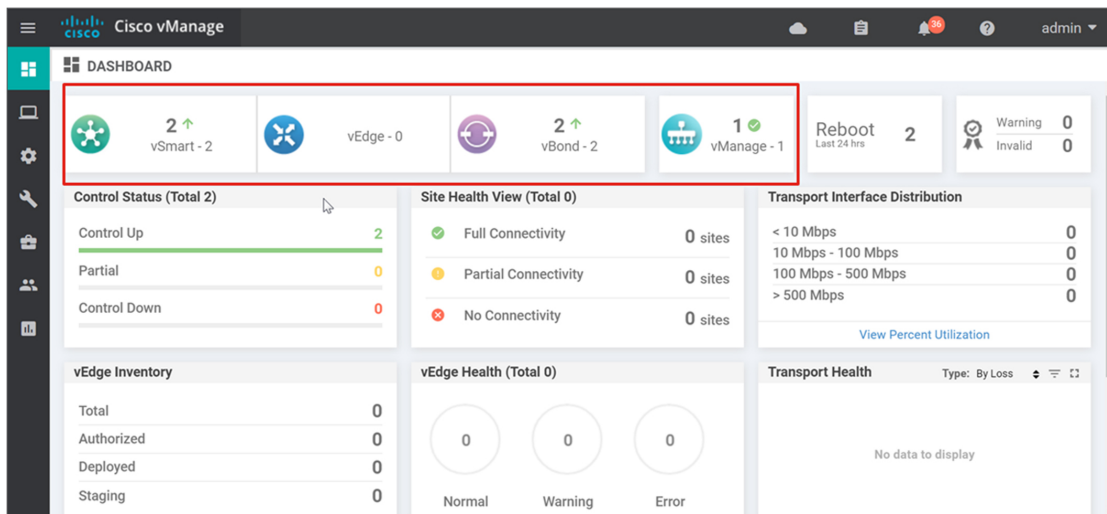 cisco Cisco vManage 36 admin
DASHBOARD
2 vSmart - 2
vEdge - 0
2 vBond - 2
1 vManage - 1
Reboot 2
Last 24 hrs
Warning 0
Invalid 0
Control Status (Total 2)
Control Up 2
Partial 0
Control Down 0
Site Health View (Total 0)
Full Connectivity 0 sites
Partial Connectivity 0 sites
No Connectivity 0 sites
Transport Interface Distribution
< 10 Mbps 0
10 Mbps - 100 Mbps 0
100 Mbps - 500 Mbps 0
> 500 Mbps 0
View Percent Utilization
vEdge Inventory
Total 0
Authorized 0
Deployed 0
Staging 0
vEdge Health (Total 0)
0 0 0
Normal Warning Error
Transport Health Type: By Loss
No data to display